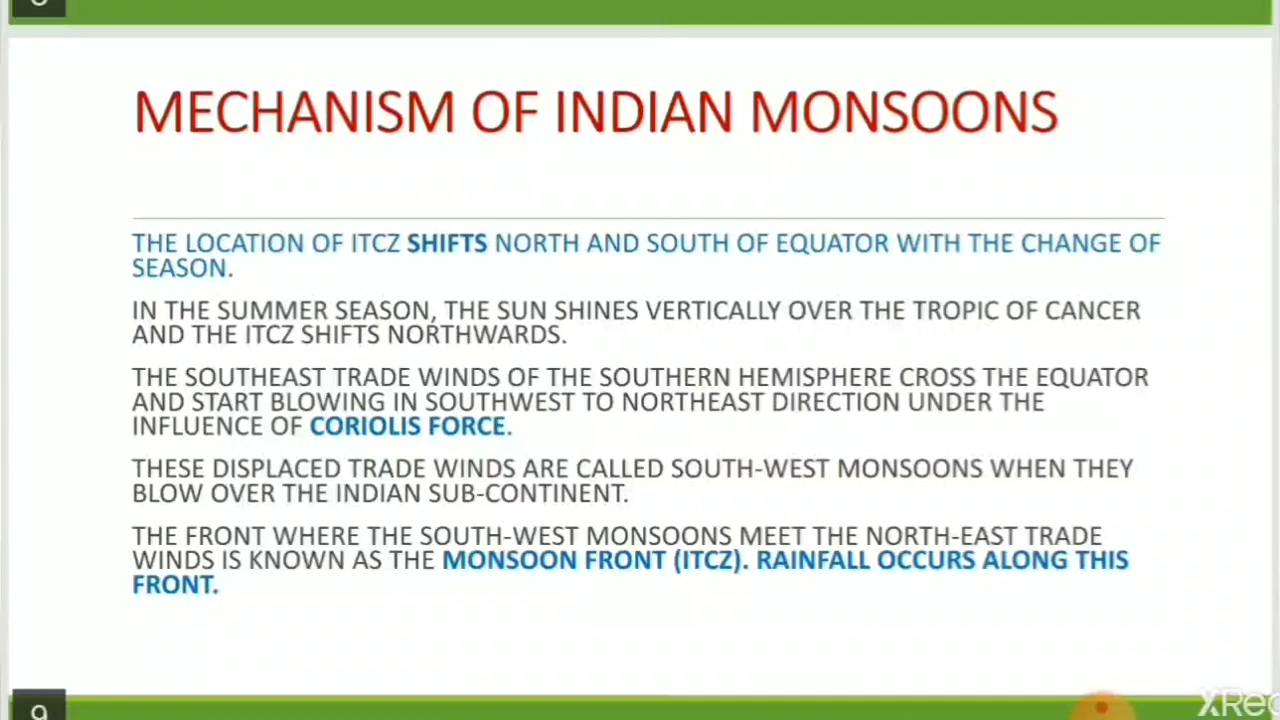 MECHANISM OF INDIAN MONSOONS
THE LOCATION OF ITCZ SHIFTS NORTH AND SOUTH OF EQUATOR WITH THE CHANGE OF
SEASON.
IN THE SUMMER SEASON, THE SUN SHINES VERTICALLY OVER THE TROPIC OF CANCER
AND THE ITCZ SHIFTS NORTHWARDS.
THE SOUTHEAST TRADE WINDS OF THE SOUTHERN HEMISPHERE CROSS THE EQUATOR
AND START BLOWING IN SOUTHWEST TO NORTHEAST DIRECTION UNDER THE
INFLUENCE OF CORIOLIS FORCE.
THESE DISPLACED TRADE WINDS ARE CALLED SOUTH-WEST MONSOONS WHEN THEY
BLOW OVER THE INDIAN SUB-CONTINENT.
THE FRONT WHERE THE SOUTH-WEST MONSOONS MEET THE NORTH-EAST TRADE
WINDS IS KNOWN AS THE MONSOON FRONT (ITCZ). RAINFALL OCCURS ALONG THIS
FRONT.
9